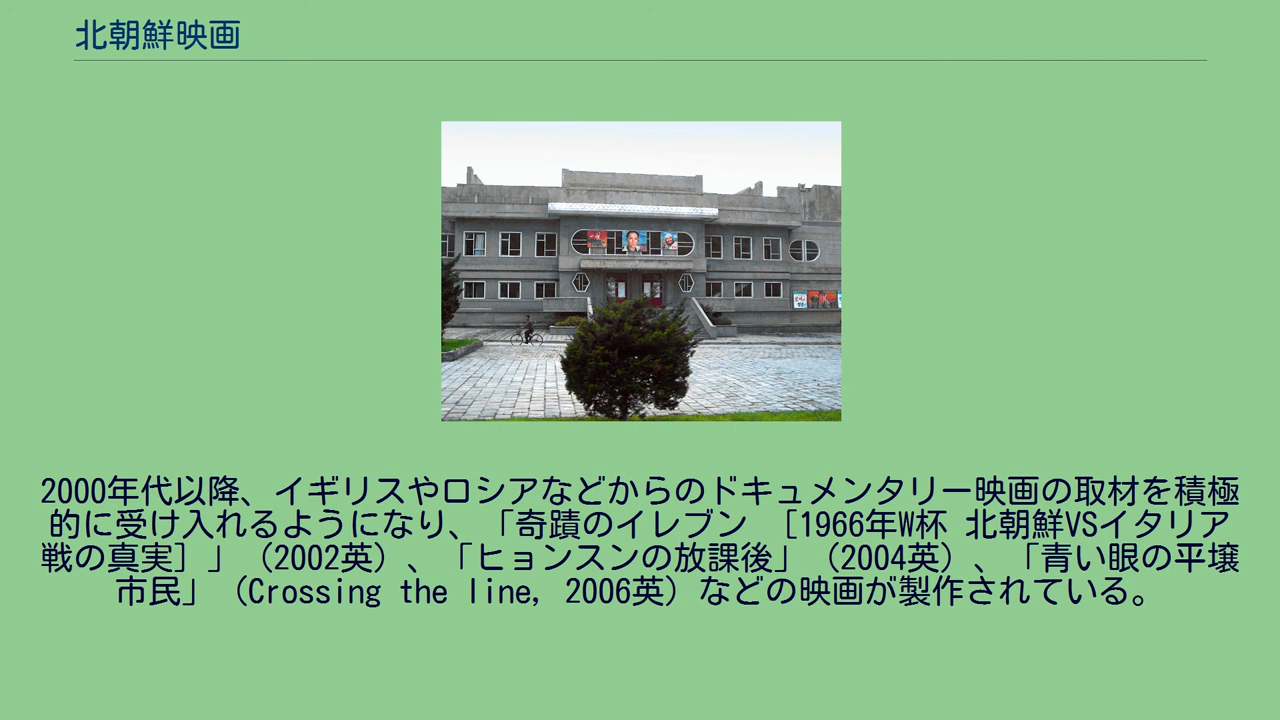 北朝鮮映画
2000年代以降、イギリスやロシアなどからのドキュメンタリー映画の取材を積極
的に受け入れるようになり、「奇蹟のイレブン ［1966年W杯 北朝鮮VSイタリア
戦の真実］」（2002英）、「ヒョンスンの放課後」（2004英）、「青い眼の平壌
市民」（Crossing the line, 2006英）などの映画が製作されている。